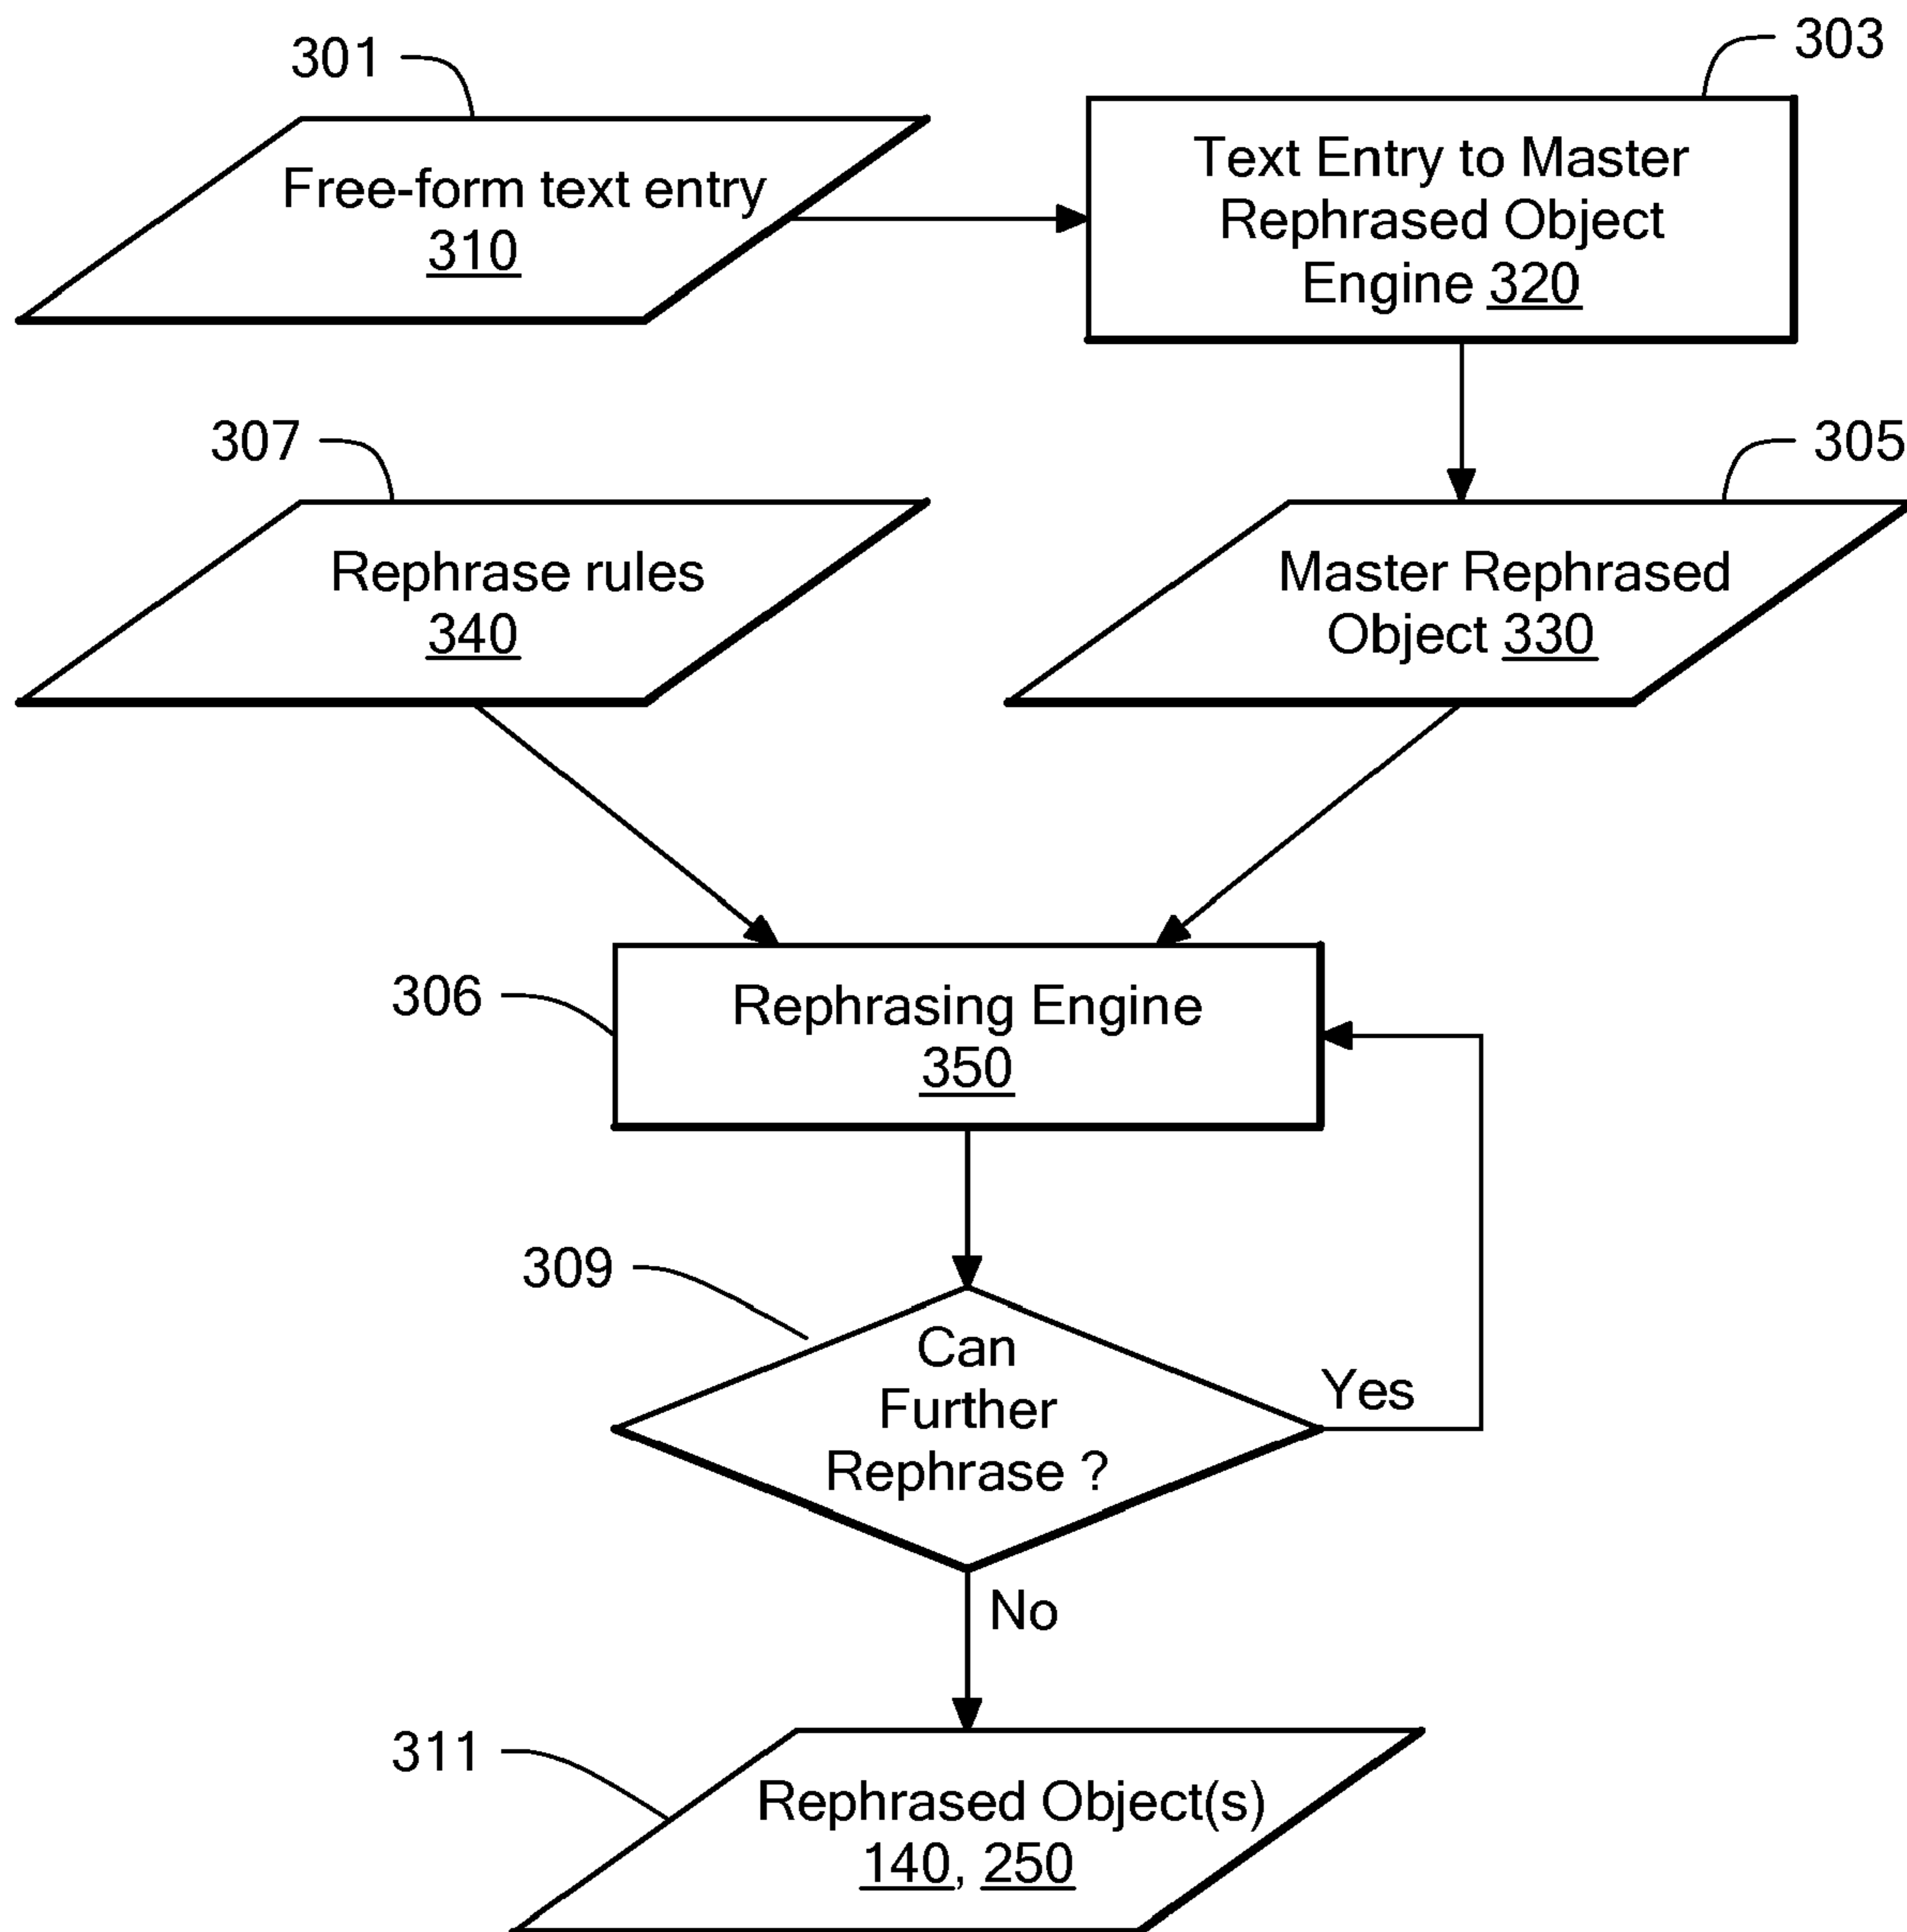 301
303
Free-form text entry
310
Text Entry to Master
Rephrased Object
Engine 320
307
305
Rephrase rules
340
Master Rephrased
Object 330
306
Rephrasing Engine
350
309
Can
Further
Rephrase ?
Yes
No
311
Rephrased Object(s)
140, 250